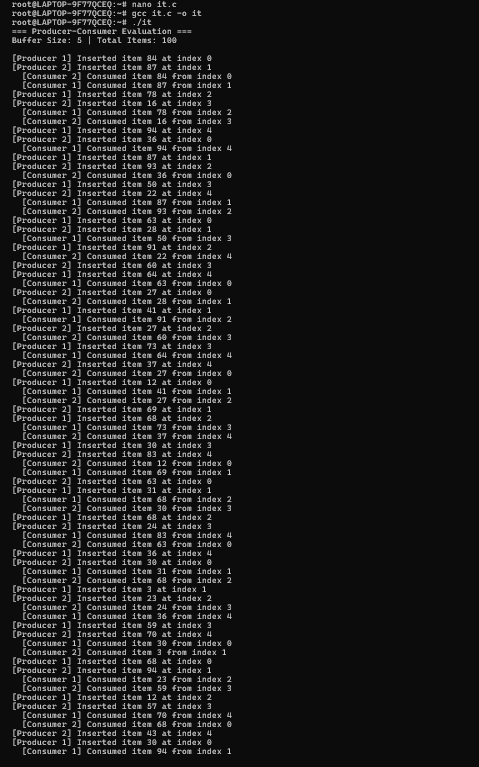 root@LAPTOP-9F77QCEQ:~# nano it.c
root@LAPTOP-9F77QCEQ:~# gcc it.c -o it
root@LAPTOP-9F77QCEQ:~# ./it
=== Producer-Consumer Evaluation ===
Buffer Size: 5 | Total Items: 100
[Producer 1] Inserted item 84 at index 0
[Producer 2] Inserted item 87 at index 1
[Consumer 2] Consumed item 84 from index 0
[Consumer 1] Consumed item 87 from index 1
[Producer 1] Inserted item 78 at index 2
[Producer 2] Inserted item 16 at index 3
[Consumer 1] Consumed item 78 from index 2
[Consumer 2] Consumed item 16 from index 3
[Producer 1] Inserted item 94 at index 4
[Producer 2] Inserted item 36 at index 0
[Consumer 1] Consumed item 94 from index 4
[Producer 1] Inserted item 87 at index 1
[Producer 2] Inserted item 93 at index 2
[Consumer 2] Consumed item 36 from index 0
[Producer 1] Inserted item 50 at index 3
[Producer 2] Inserted item 22 at index 4
[Consumer 1] Consumed item 87 from index 1
[Consumer 2] Consumed item 93 from index 2
[Producer 1] Inserted item 63 at index 0
[Producer 2] Inserted item 28 at index 1
[Consumer 1] Consumed item 50 from index 3
[Producer 1] Inserted item 91 at index 2
[Consumer 2] Consumed item 22 from index 4
[Producer 2] Inserted item 60 at index 3
[Producer 1] Inserted item 64 at index 4
[Consumer 1] Consumed item 63 from index 0
[Producer 2] Inserted item 27 at index 0
[Consumer 2] Consumed item 28 from index 1
[Producer 1] Inserted item 41 at index 1
[Consumer 1] Consumed item 91 from index 2
[Producer 2] Inserted item 27 at index 2
[Consumer 2] Consumed item 60 from index 3
[Producer 1] Inserted item 73 at index 3
[Consumer 1] Consumed item 64 from index 4
[Producer 2] Inserted item 37 at index 4
[Consumer 2] Consumed item 27 from index 0
[Producer 1] Inserted item 12 at index 0
[Consumer 1] Consumed item 41 from index 1
[Consumer 2] Consumed item 27 from index 2
[Producer 2] Inserted item 69 at index 1
[Producer 1] Inserted item 68 at index 2
[Consumer 1] Consumed item 73 from index 3
[Consumer 2] Consumed item 37 from index 4
[Producer 1] Inserted item 30 at index 3
[Producer 2] Inserted item 83 at index 4
[Consumer 2] Consumed item 12 from index 0
[Consumer 1] Consumed item 69 from index 1
[Producer 2] Inserted item 63 at index 0
[Producer 1] Inserted item 31 at index 1
[Consumer 1] Consumed item 68 from index 2
[Consumer 2] Consumed item 30 from index 3
[Producer 1] Inserted item 68 at index 2
[Producer 2] Inserted item 24 at index 3
[Consumer 1] Consumed item 83 from index 4
[Consumer 2] Consumed item 63 from index 0
[Producer 1] Inserted item 36 at index 4
[Producer 2] Inserted item 30 at index 0
[Consumer 1] Consumed item 31 from index 1
[Consumer 2] Consumed item 68 from index 2
[Producer 1] Inserted item 3 at index 1
[Producer 2] Inserted item 23 at index 2
[Consumer 2] Consumed item 24 from index 3
[Consumer 1] Consumed item 36 from index 4
[Producer 1] Inserted item 59 at index 3
[Producer 2] Inserted item 70 at index 4
[Consumer 1] Consumed item 30 from index 0
[Consumer 2] Consumed item 3 from index 1
[Producer 1] Inserted item 68 at index 0
[Producer 2] Inserted item 94 at index 1
[Consumer 1] Consumed item 23 from index 2
[Consumer 2] Consumed item 59 from index 3
[Producer 1] Inserted item 12 at index 2
[Producer 2] Inserted item 57 at index 3
[Consumer 1] Consumed item 70 from index 4
[Consumer 2] Consumed item 68 from index 0
[Producer 2] Inserted item 43 at index 4
[Producer 1] Inserted item 30 at index 0
[Consumer 1] Consumed item 94 from index 1